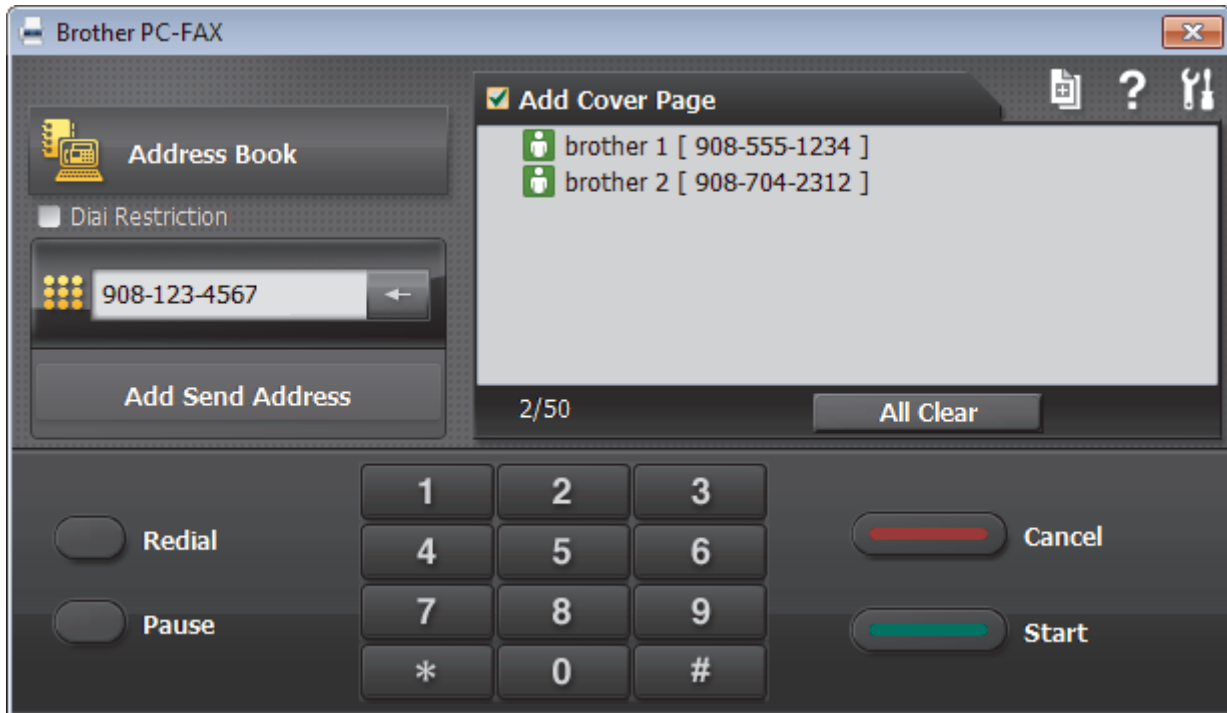 Brother PC-FAX
Address Book
Diai Restriction
908-123-4567
Add Send Address
Add Cover Page
?
brother 1 [ 908-555-1234 ]
brother 2 [ 908-704-2312 ]
2/50
All Clear
Redial
Pause
1 2 3
4 5 6
7 8 9
* 0 #
Cancel
Start